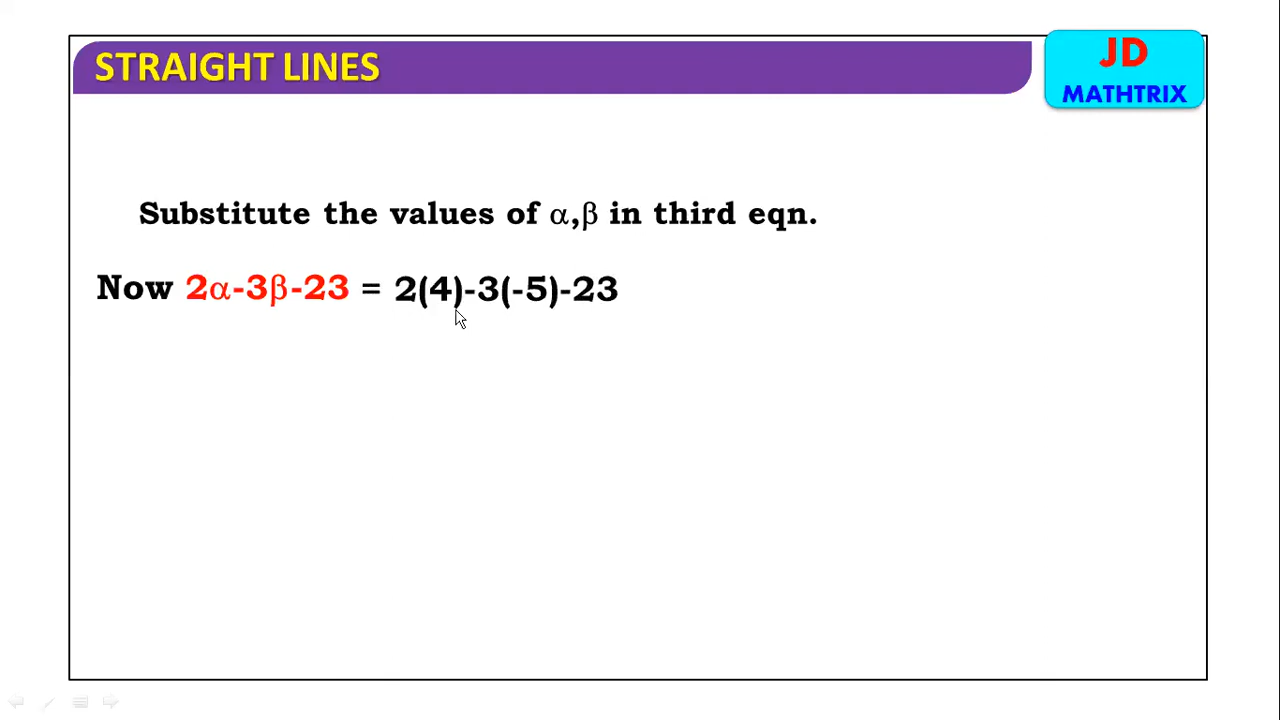 STRAIGHT LINES
JD
MATHTRIX
Substitute the values of α,β in third eqn.
Now 2α-3β-23 = 2(4)-3(-5)-23